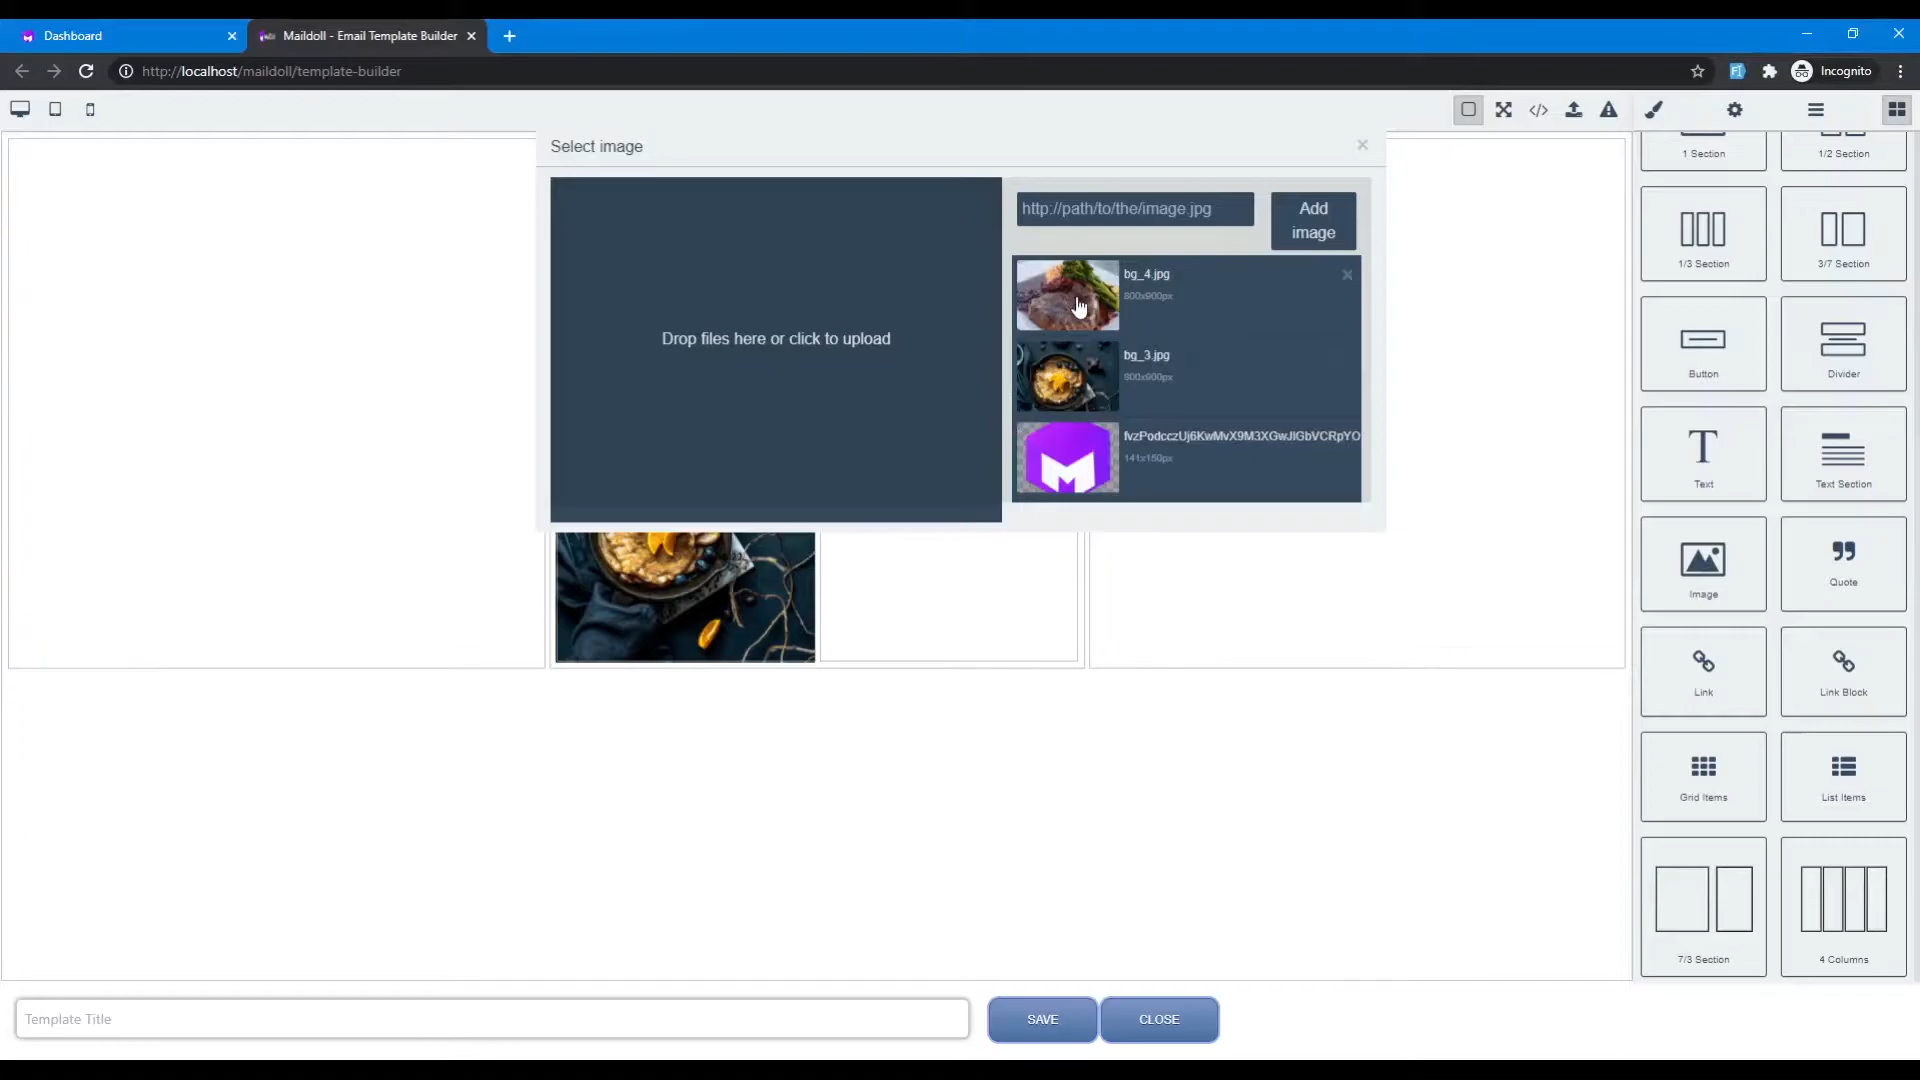 Dashboard
Maildoll - Email Template Builder
http://localhost/maildoll/template-builder
Incognito
Select image
http://path/to/the/image.jpg
Add
image
Drop files here or click to upload
bg_4.jpg
800x900px
bg_3.jpg
800x900px
141x150px
1 Section
1/2 Section
1/3 Section
3/7 Section
Button
Divider
Text
Text Section
Image
Quote
Link
Link Block
Grid Items
List Items
7/3 Section
4 Columns
Template Title
SAVE
CLOSE